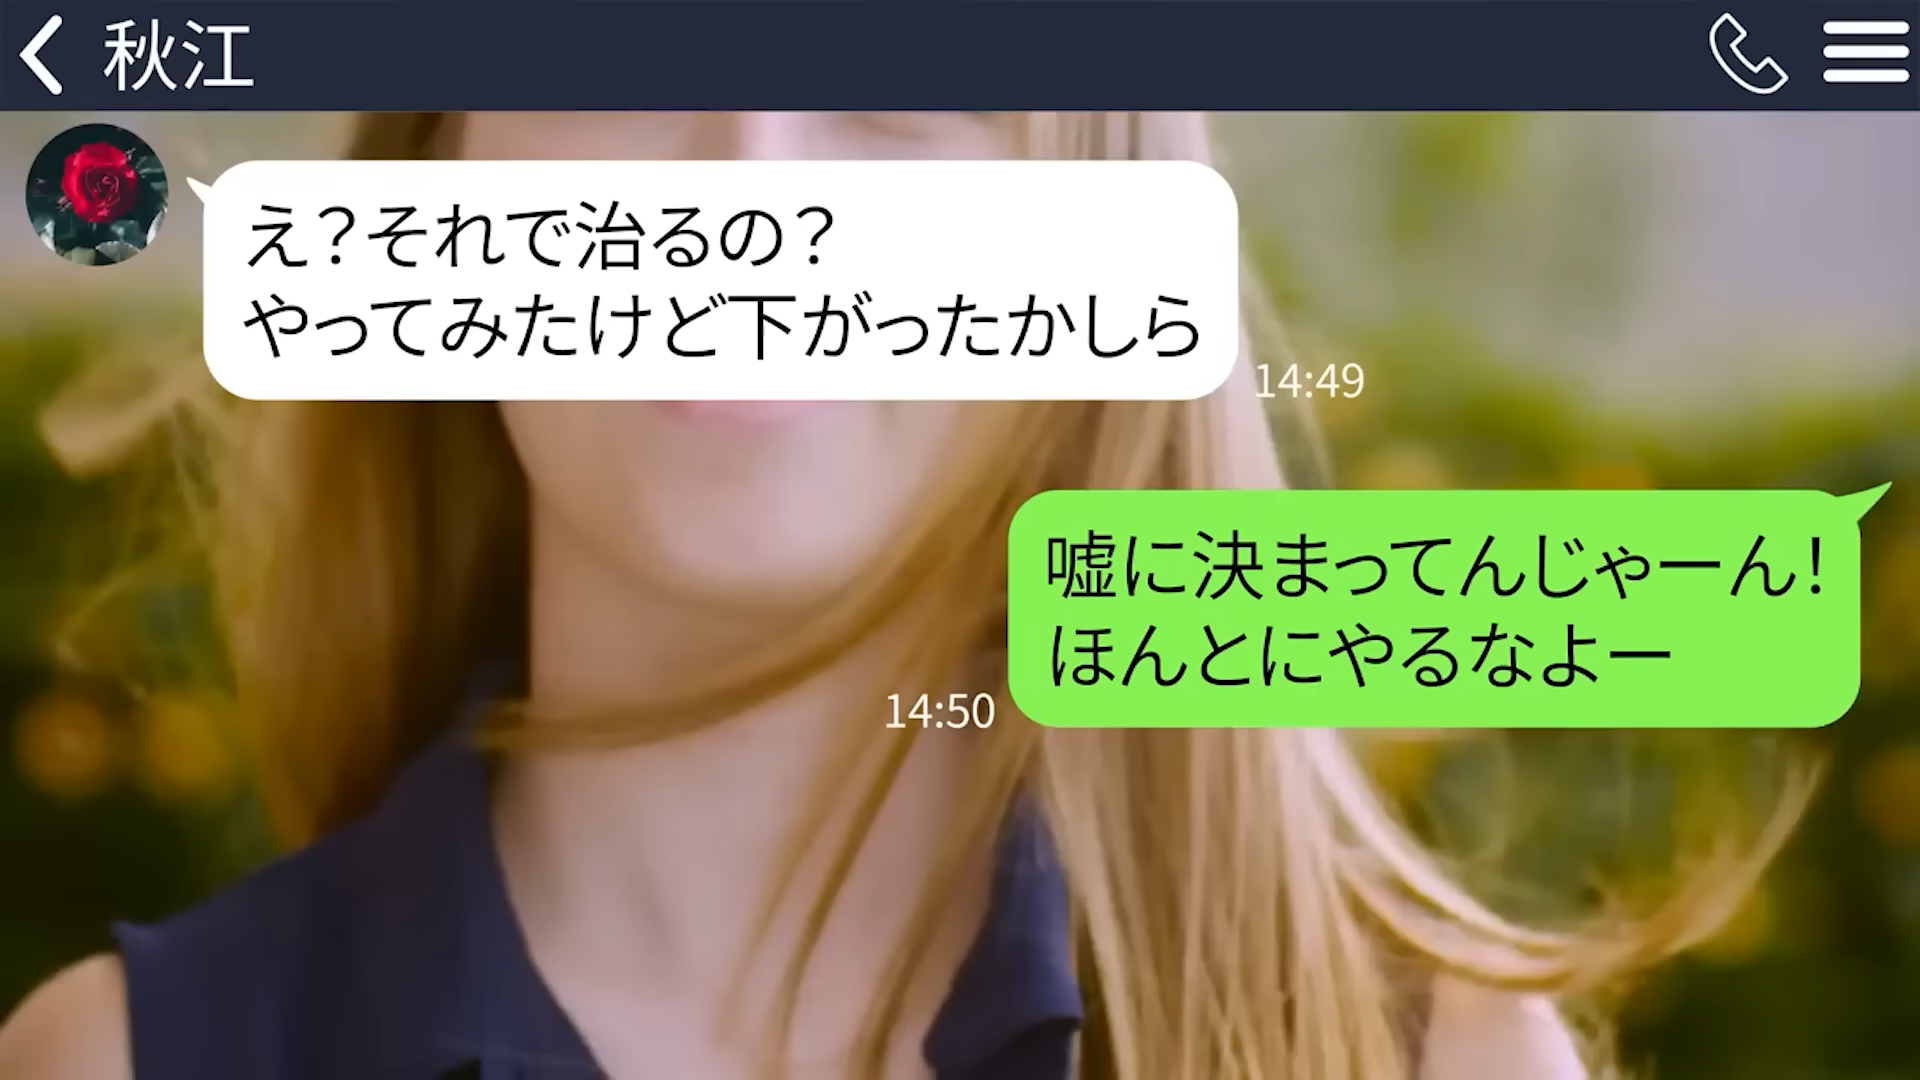 秋江
え？それで治るの？
やってみたけど下がったかしら
14:49
嘘に決まってんじゃーん！
ほんとにやるなよー
14:50